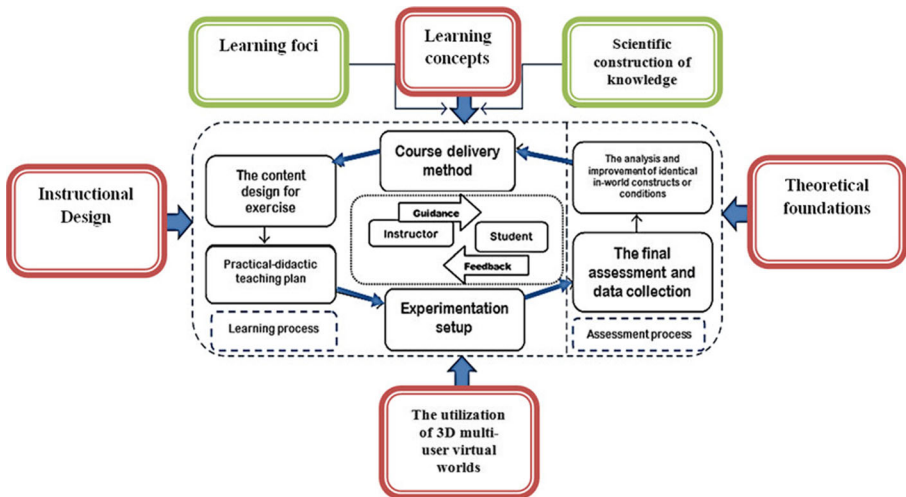 Learning foci
Learning
concepts
Scientific
construction of
knowledge
Instructional
Design
The content
design for
exercise
Course delivery
method
The analysis and
improvement of identical
in-world constructs or
conditions
Theoretical
foundations
Guidance
Instructor
Student
Feedback
Practical-didactic
teaching plan
The final
assessment and
data collection
Learning process
Experimentation
setup
Assessment process
The utilization
of 3D multi-
user virtual
worlds